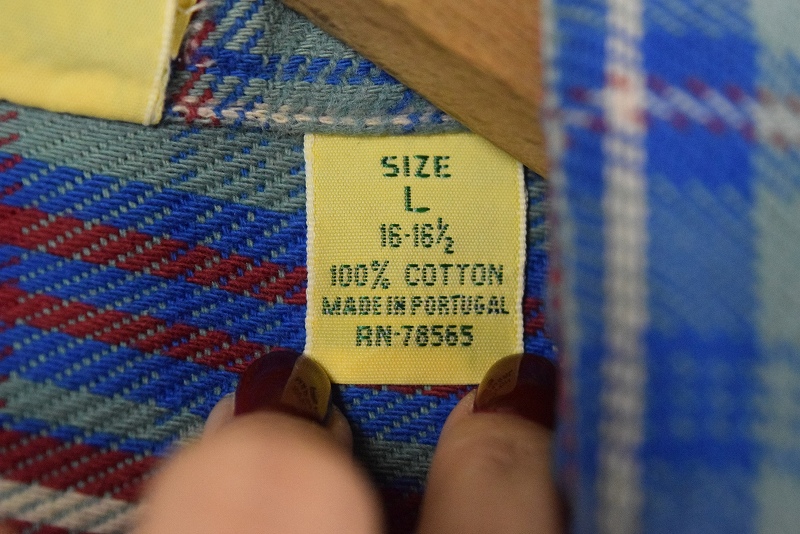 SIZE
L
16-16½
100% COTTON
MADE IN PORTUGAL
RN-78565